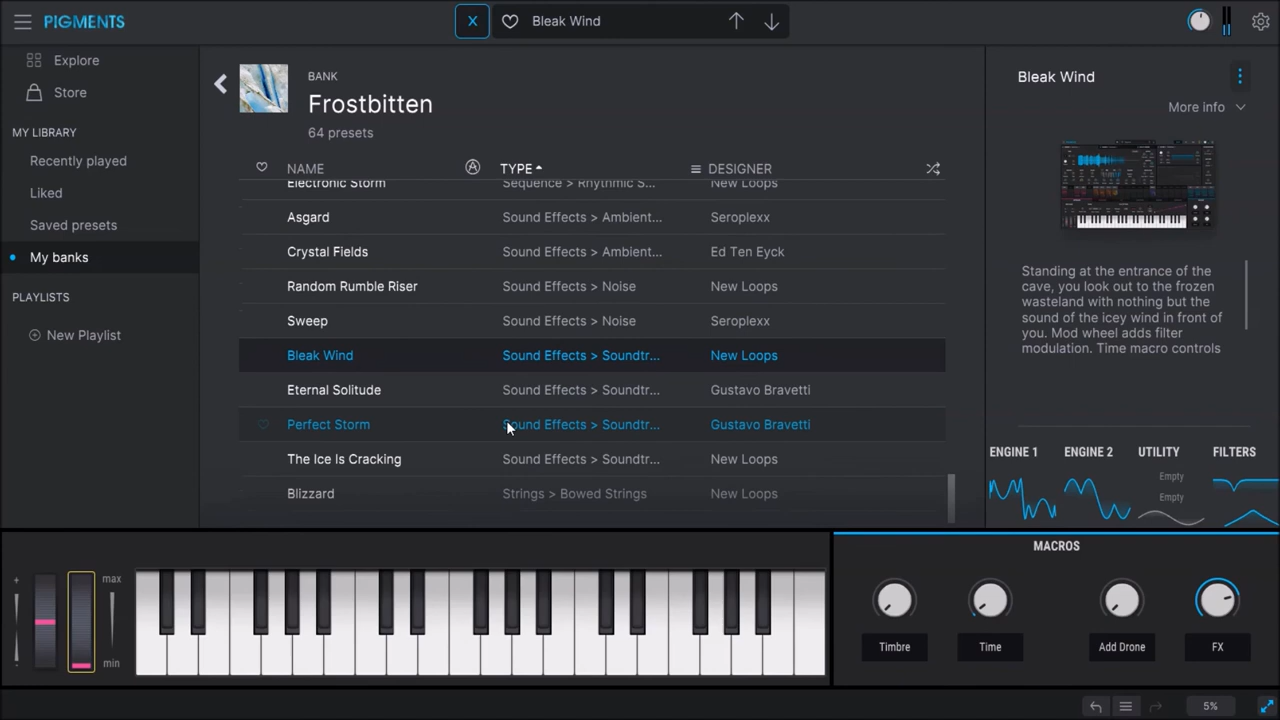 PIGMENTS
X
Bleak Wind
Explore
Store
MY LIBRARY
Recently played
Liked
Saved presets
My banks
PLAYLISTS
New Playlist
BANK
Frostbitten
64 presets
NAME TYPE DESIGNER
Electronic Storm Sequence > Rhythmic S... New Loops
Asgard Sound Effects > Ambient... Seroplexx
Crystal Fields Sound Effects > Ambient... Ed Ten Eyck
Random Rumble Riser Sound Effects > Noise New Loops
Sweep Sound Effects > Noise Seroplexx
Bleak Wind Sound Effects > Soundtr... New Loops
Eternal Solitude Sound Effects > Soundtr... Gustavo Bravetti
Perfect Storm Sound Effects > Soundtr... Gustavo Bravetti
The Ice Is Cracking Sound Effects > Soundtr... New Loops
Blizzard Strings > Bowed Strings New Loops
Bleak Wind
More info
Standing at the entrance of the
cave, you look out to the frozen
wasteland with nothing but the
sound of the icey wind in front of
you. Mod wheel adds filter
modulation. Time macro controls
ENGINE 1 ENGINE 2 UTILITY FILTERS
Empty
Empty
+ max
- min
MACROS
Timbre Time Add Drone FX
5%